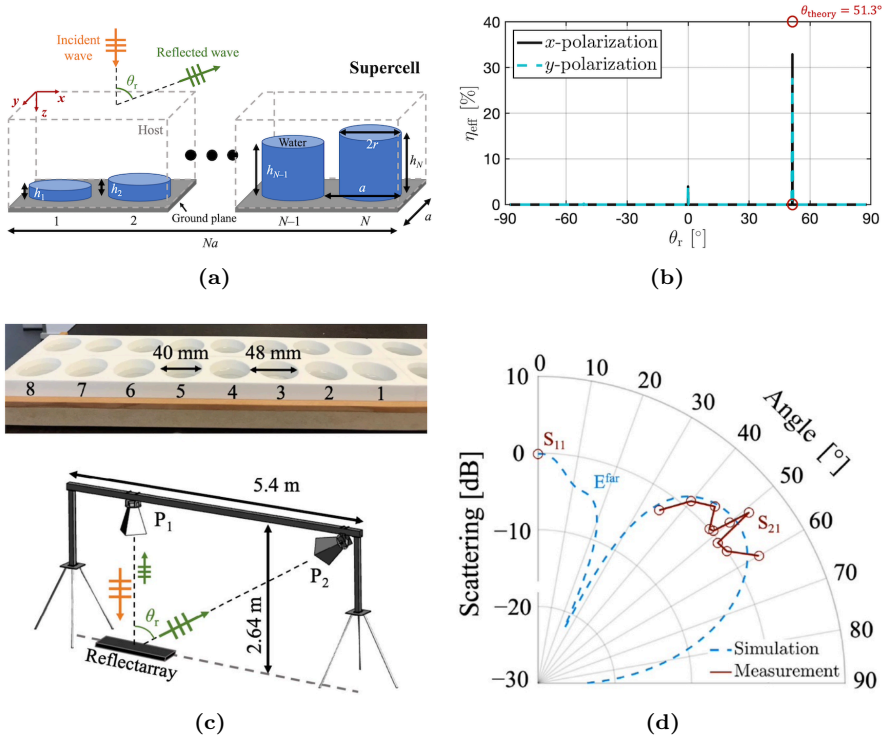 Incident
wave
Reflected wave
θr
Supercell
y
x
z
Host
Water
2r
hN
hN−1
a
h1
h2
Ground plane
a
1
2
N−1
N
Na
(a)
θtheory = 51.3°
40
30
20
10
0
ηeff [%]
x-polarization
y-polarization
-90
-60
-30
0
30
60
90
θr [°]
(b)
40 mm
48 mm
8
7
6
5
4
3
2
1
5.4 m
P1
P2
θr
2.64 m
Reflectarray
(c)
0
10
20
30
40
50
60
70
80
90
Angle [°]
10
0
−10
−20
−30
Scattering [dB]
S11
Efar
S21
Simulation
Measurement
(d)